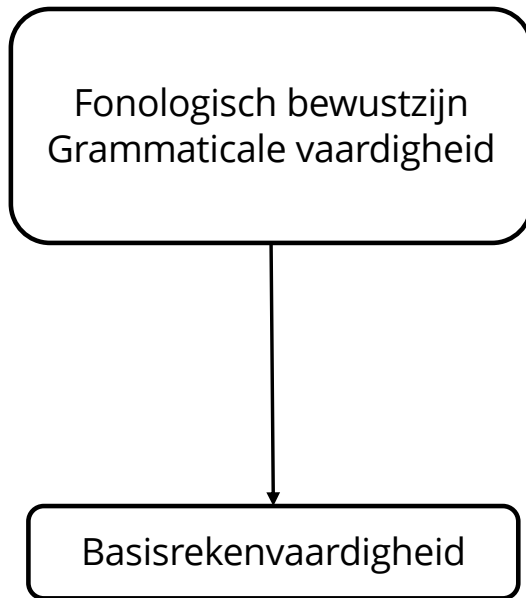 Fonologisch bewustzijn
Grammaticale vaardigheid
Basisrekenvaardigheid